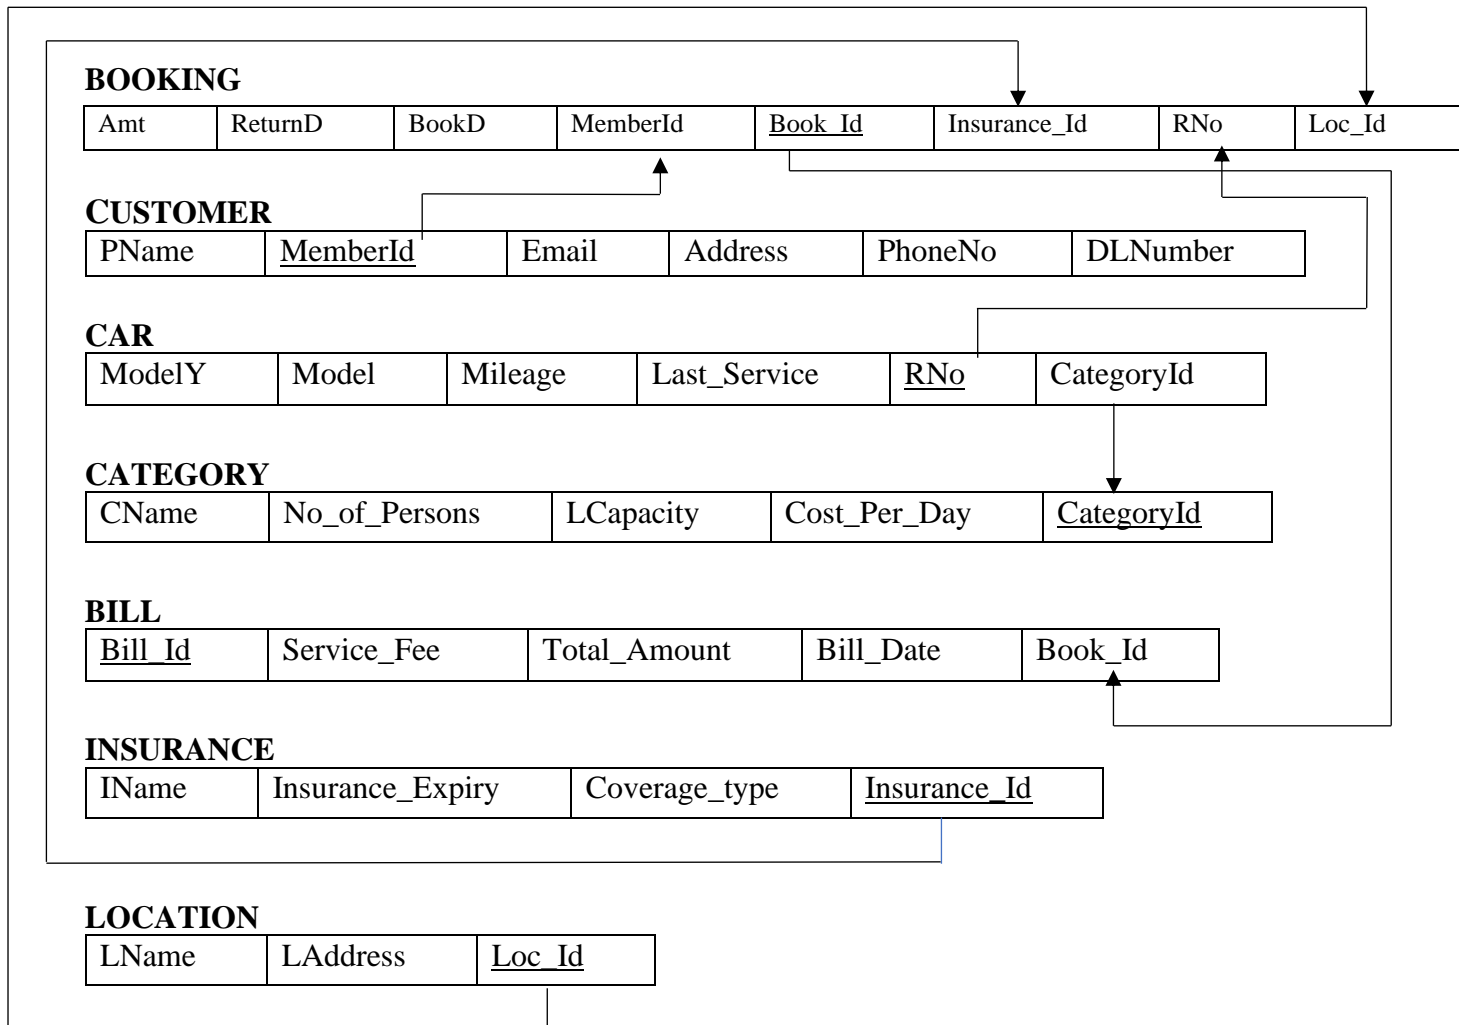 BOOKING
Amt ReturnD BookD MemberId Book_Id Insurance_Id RNo Loc_Id
CUSTOMER
PName MemberId Email Address PhoneNo DLNumber
CAR
ModelY Model Mileage Last_Service RNo CategoryId
CATEGORY
CName No_of_Persons LCapacity Cost_Per_Day CategoryId
BILL
Bill_Id Service_Fee Total_Amount Bill_Date Book_Id
INSURANCE
IName Insurance_Expiry Coverage_type Insurance_Id
LOCATION
LName LAddress Loc_Id